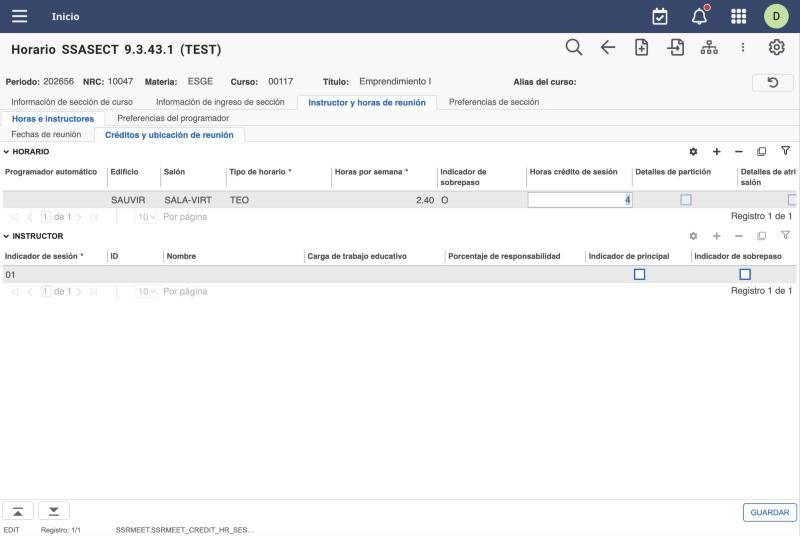 Inicio
D
Horario SSASECT 9.3.43.1 (TEST)
Periodo: 202656 NRC: 10047 Materia: ESGE Curso: 00117 Título: Emprendimiento I Alias del curso:
Información de sección de curso Información de ingreso de sección Instructor y horas de reunión Preferencias de sección
Horas e instructores Preferencias del programador
Fechas de reunión Créditos y ubicación de reunión
HORARIO
Programador automático Edificio Salón Tipo de horario * Horas por semana * Indicador de sobrepaso Horas crédito de sesión Detalles de partición Detalles de atri salón
SAUVIR SALA-VIRT TEO 2.40 O 4
1 de 1 10 Por página Registro 1 de 1
INSTRUCTOR
Indicador de sesión * ID Nombre Carga de trabajo educativo Porcentaje de responsabilidad Indicador de principal Indicador de sobrepaso
01
1 de 1 10 Por página Registro 1 de 1
GUARDAR
EDIT Registro: 1/1 SSRMEET.SSRMEET_CREDIT_HR_SES...